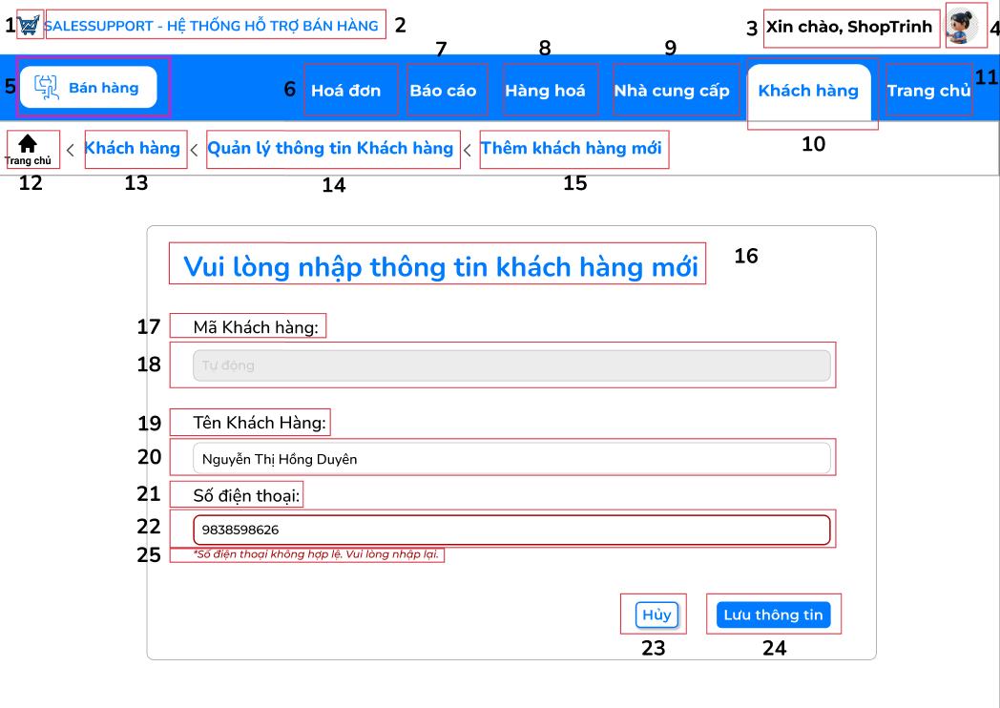 1 SALESSUPPORT - HỆ THỐNG HỖ TRỢ BÁN HÀNG 2 3 Xin chào, ShopTrinh 4
7 8 9
5 Bán hàng 6 Hoá đơn Báo cáo Hàng hoá Nhà cung cấp Khách hàng Trang chủ 11
10
Trang chủ < Khách hàng < Quản lý thông tin Khách hàng < Thêm khách hàng mới
12 13 14 15
Vui lòng nhập thông tin khách hàng mới 16
17 Mã Khách hàng:
18 Tự động
19 Tên Khách Hàng:
20 Nguyễn Thị Hồng Duyên
21 Số điện thoại:
22 9838598626
25 *Số điện thoại không hợp lệ. Vui lòng nhập lại.
Hủy Lưu thông tin
23 24